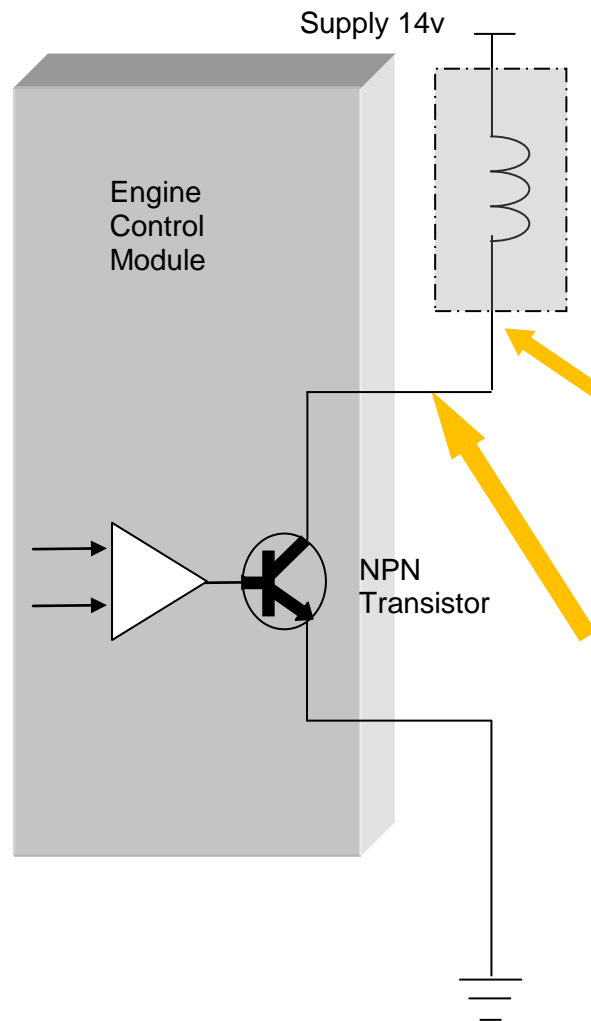 Supply 14v
Engine
Control
Module
NPN
Transistor